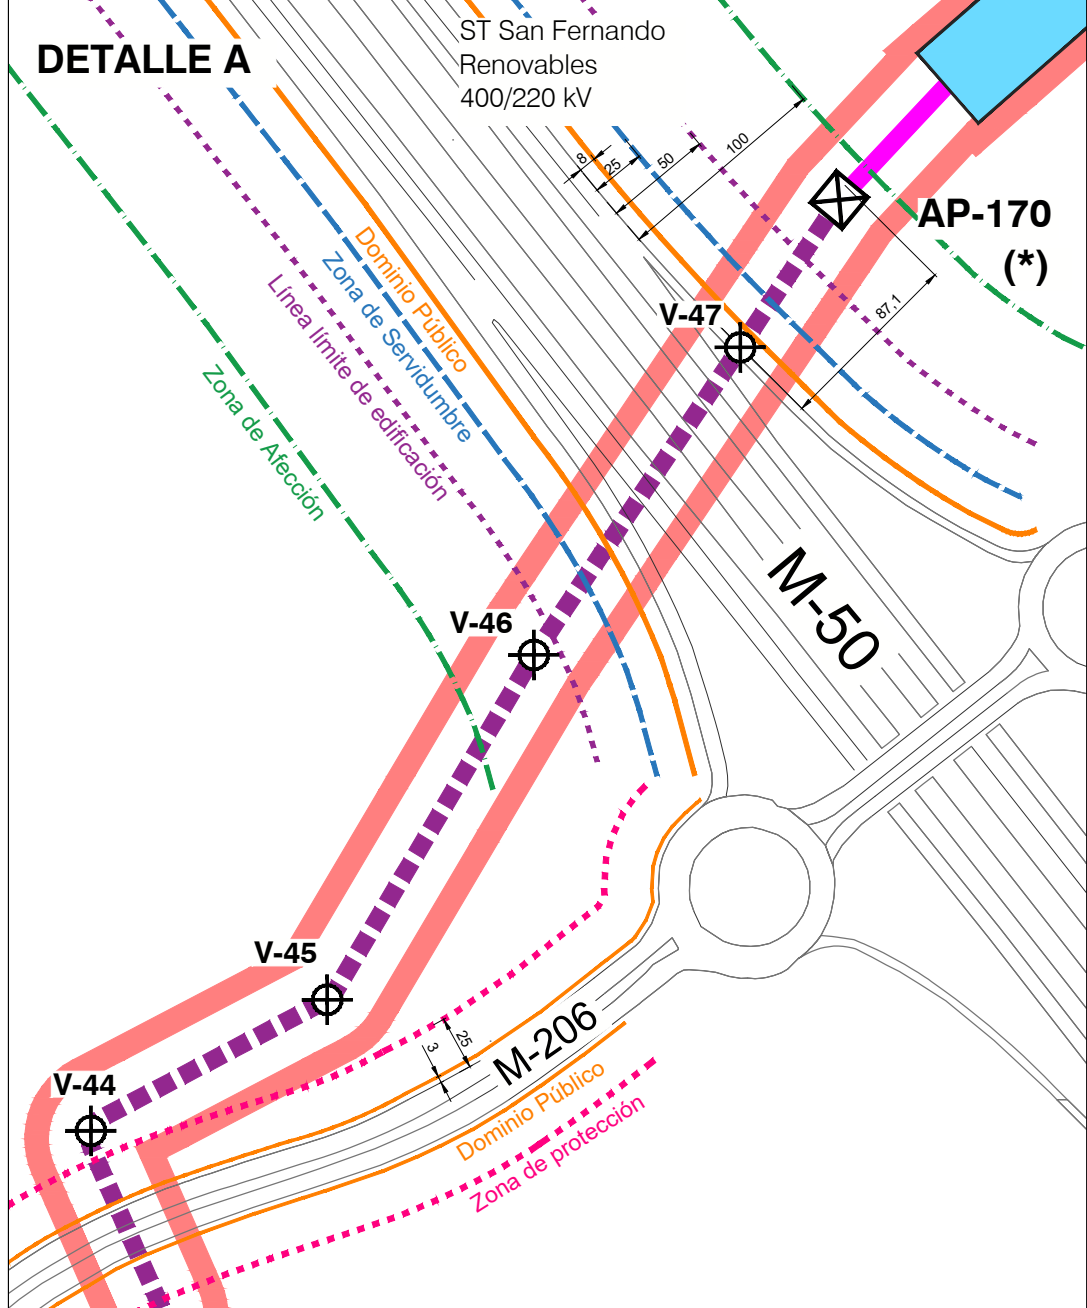 DETALLE A
ST San Fernando
Renovables
400/220 kV
8
25
50
100
AP-170
(*)
87.1
V-47
Dominio Público
Zona de Servidumbre
Línea límite de edificación
Zona de Afección
M-50
V-46
V-45
V-44
3
25
M-206
Dominio Público
Zona de protección